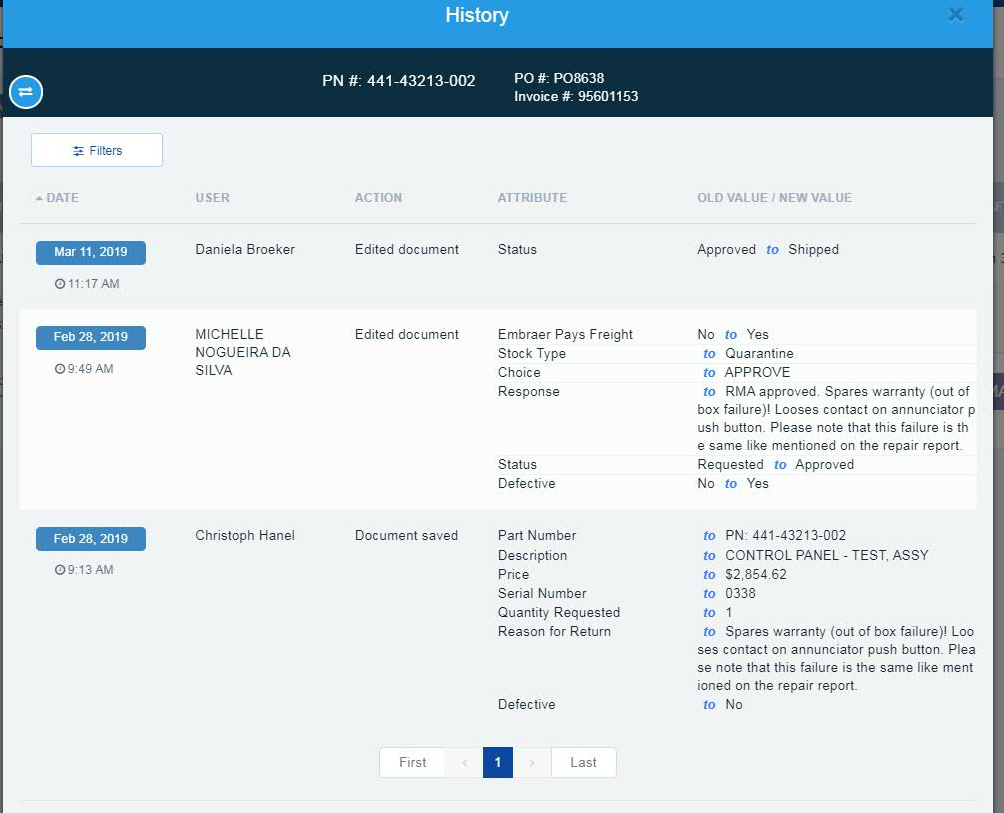 History
PN #: 441-43213-002
PO #: PO8638
Invoice #: 95601153
Filters
DATE USER ACTION ATTRIBUTE OLD VALUE / NEW VALUE
Mar 11, 2019 Daniela Broeker Edited document Status Approved to Shipped
11:17 AM
Feb 28, 2019 MICHELLE Edited document Embraer Pays Freight No to Yes
NOGUEIRA DA Stock Type to Quarantine
9:49 AM SILVA Choice to APPROVE
Response to RMA approved. Spares warranty (out of
box failure)! Looses contact on annunciator p
ush button. Please note that this failure is th
e same like mentioned on the repair report.
Status Requested to Approved
Defective No to Yes
Feb 28, 2019 Christoph Hanel Document saved Part Number to PN: 441-43213-002
Description to CONTROL PANEL - TEST, ASSY
9:13 AM Price to $2,854.62
Serial Number to 0338
Quantity Requested to 1
Reason for Return to Spares warranty (out of box failure)! Loo
ses contact on annunciator push button. Plea
se note that this failure is the same like ment
ioned on the repair report.
Defective to No
First ‹ 1 › Last